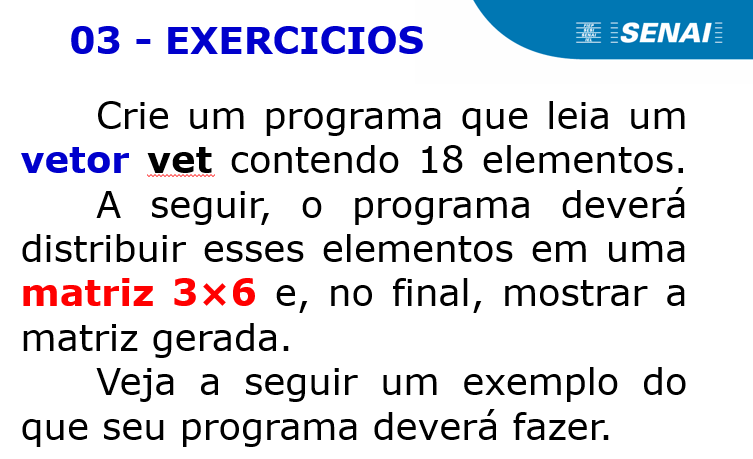 03 - EXERCICIOS
SENAI
Crie um programa que leia um
vetor vet contendo 18 elementos.
A seguir, o programa deverá
distribuir esses elementos em uma
matriz 3×6 e, no final, mostrar a
matriz gerada.
Veja a seguir um exemplo do
que seu programa deverá fazer.